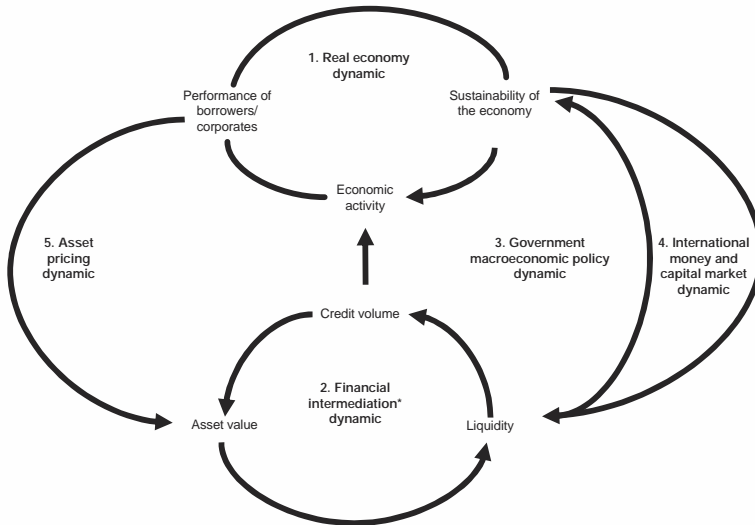 1. Real economy
dynamic
Performance of
borrowers/
corporates
Sustainability of
the economy
Economic
activity
5. Asset
pricing
dynamic
3. Government
macroeconomic policy
dynamic
4. International
money and
capital market
dynamic
Credit volume
2. Financial
intermediation*
dynamic
Asset value
Liquidity